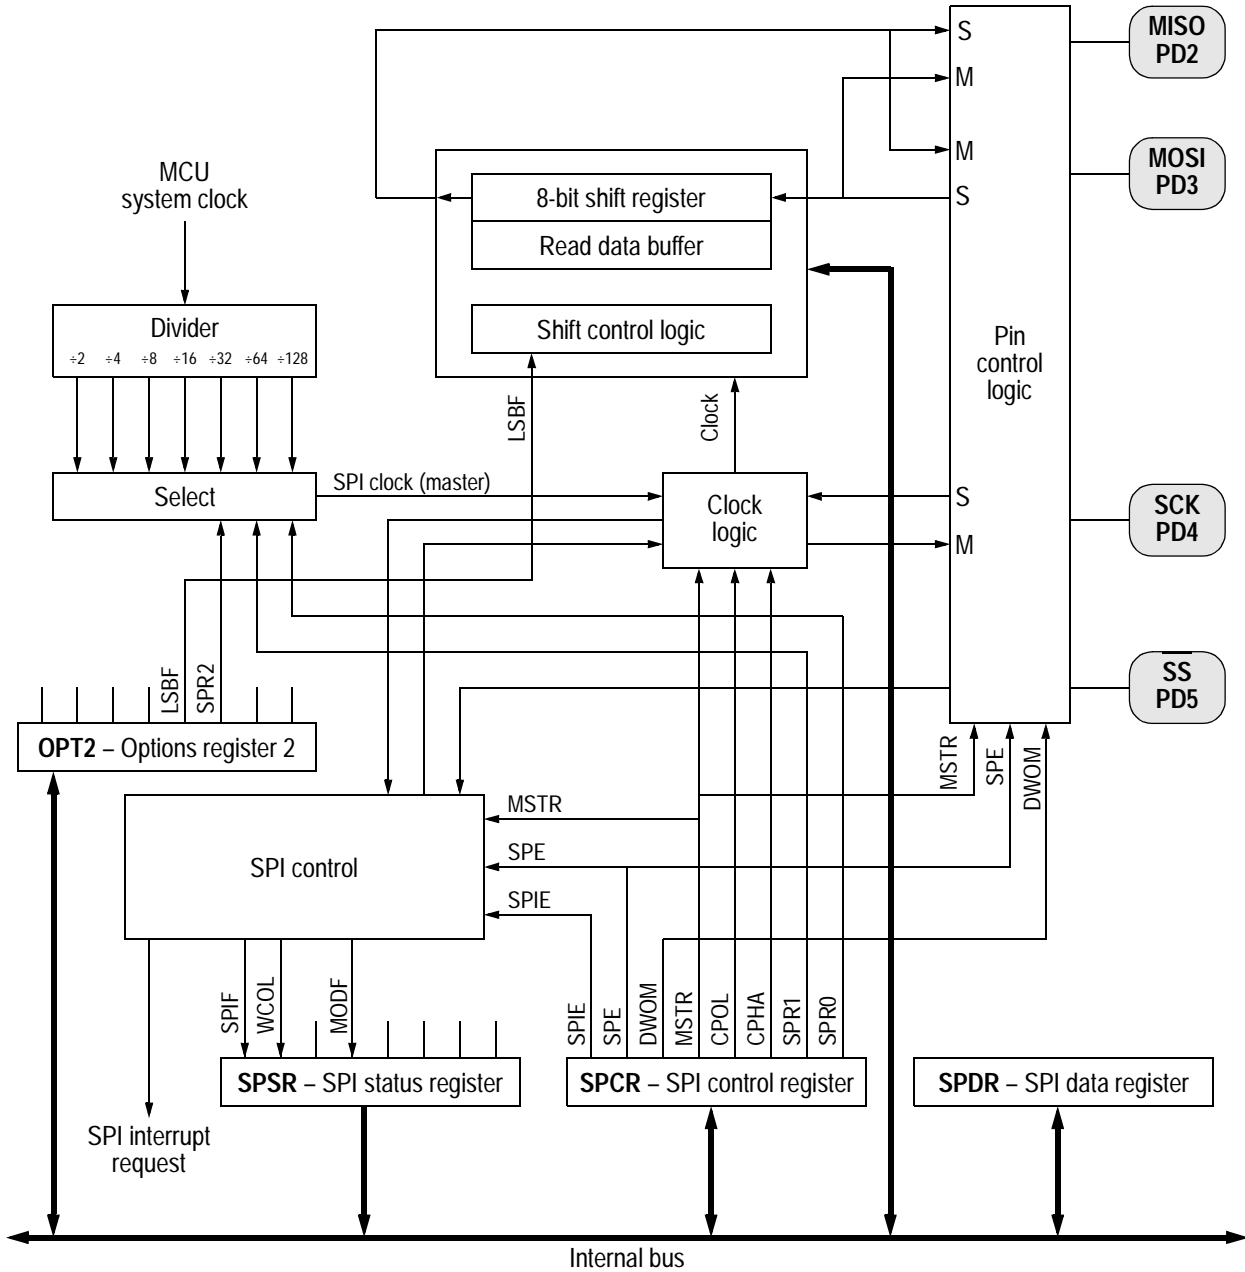 MISO
PD2
S
M
M
S
MOSI
PD3
MCU
system clock
8-bit shift register
Read data buffer
Shift control logic
Divider
÷2 ÷4 ÷8 ÷16 ÷32 ÷64 ÷128
Pin
control
logic
LSBF
Clock
Select
SPI clock (master)
Clock
logic
S
M
SCK
PD4
LSBF
SPR2
SS
PD5
OPT2 – Options register 2
MSTR
SPE
DWOM
MSTR
SPE
SPIE
SPI control
SPIF
WCOL
MODF
SPIE
SPE
DWOM
MSTR
CPOL
CPHA
SPR1
SPR0
SPSR – SPI status register
SPCR – SPI control register
SPDR – SPI data register
SPI interrupt
request
Internal bus